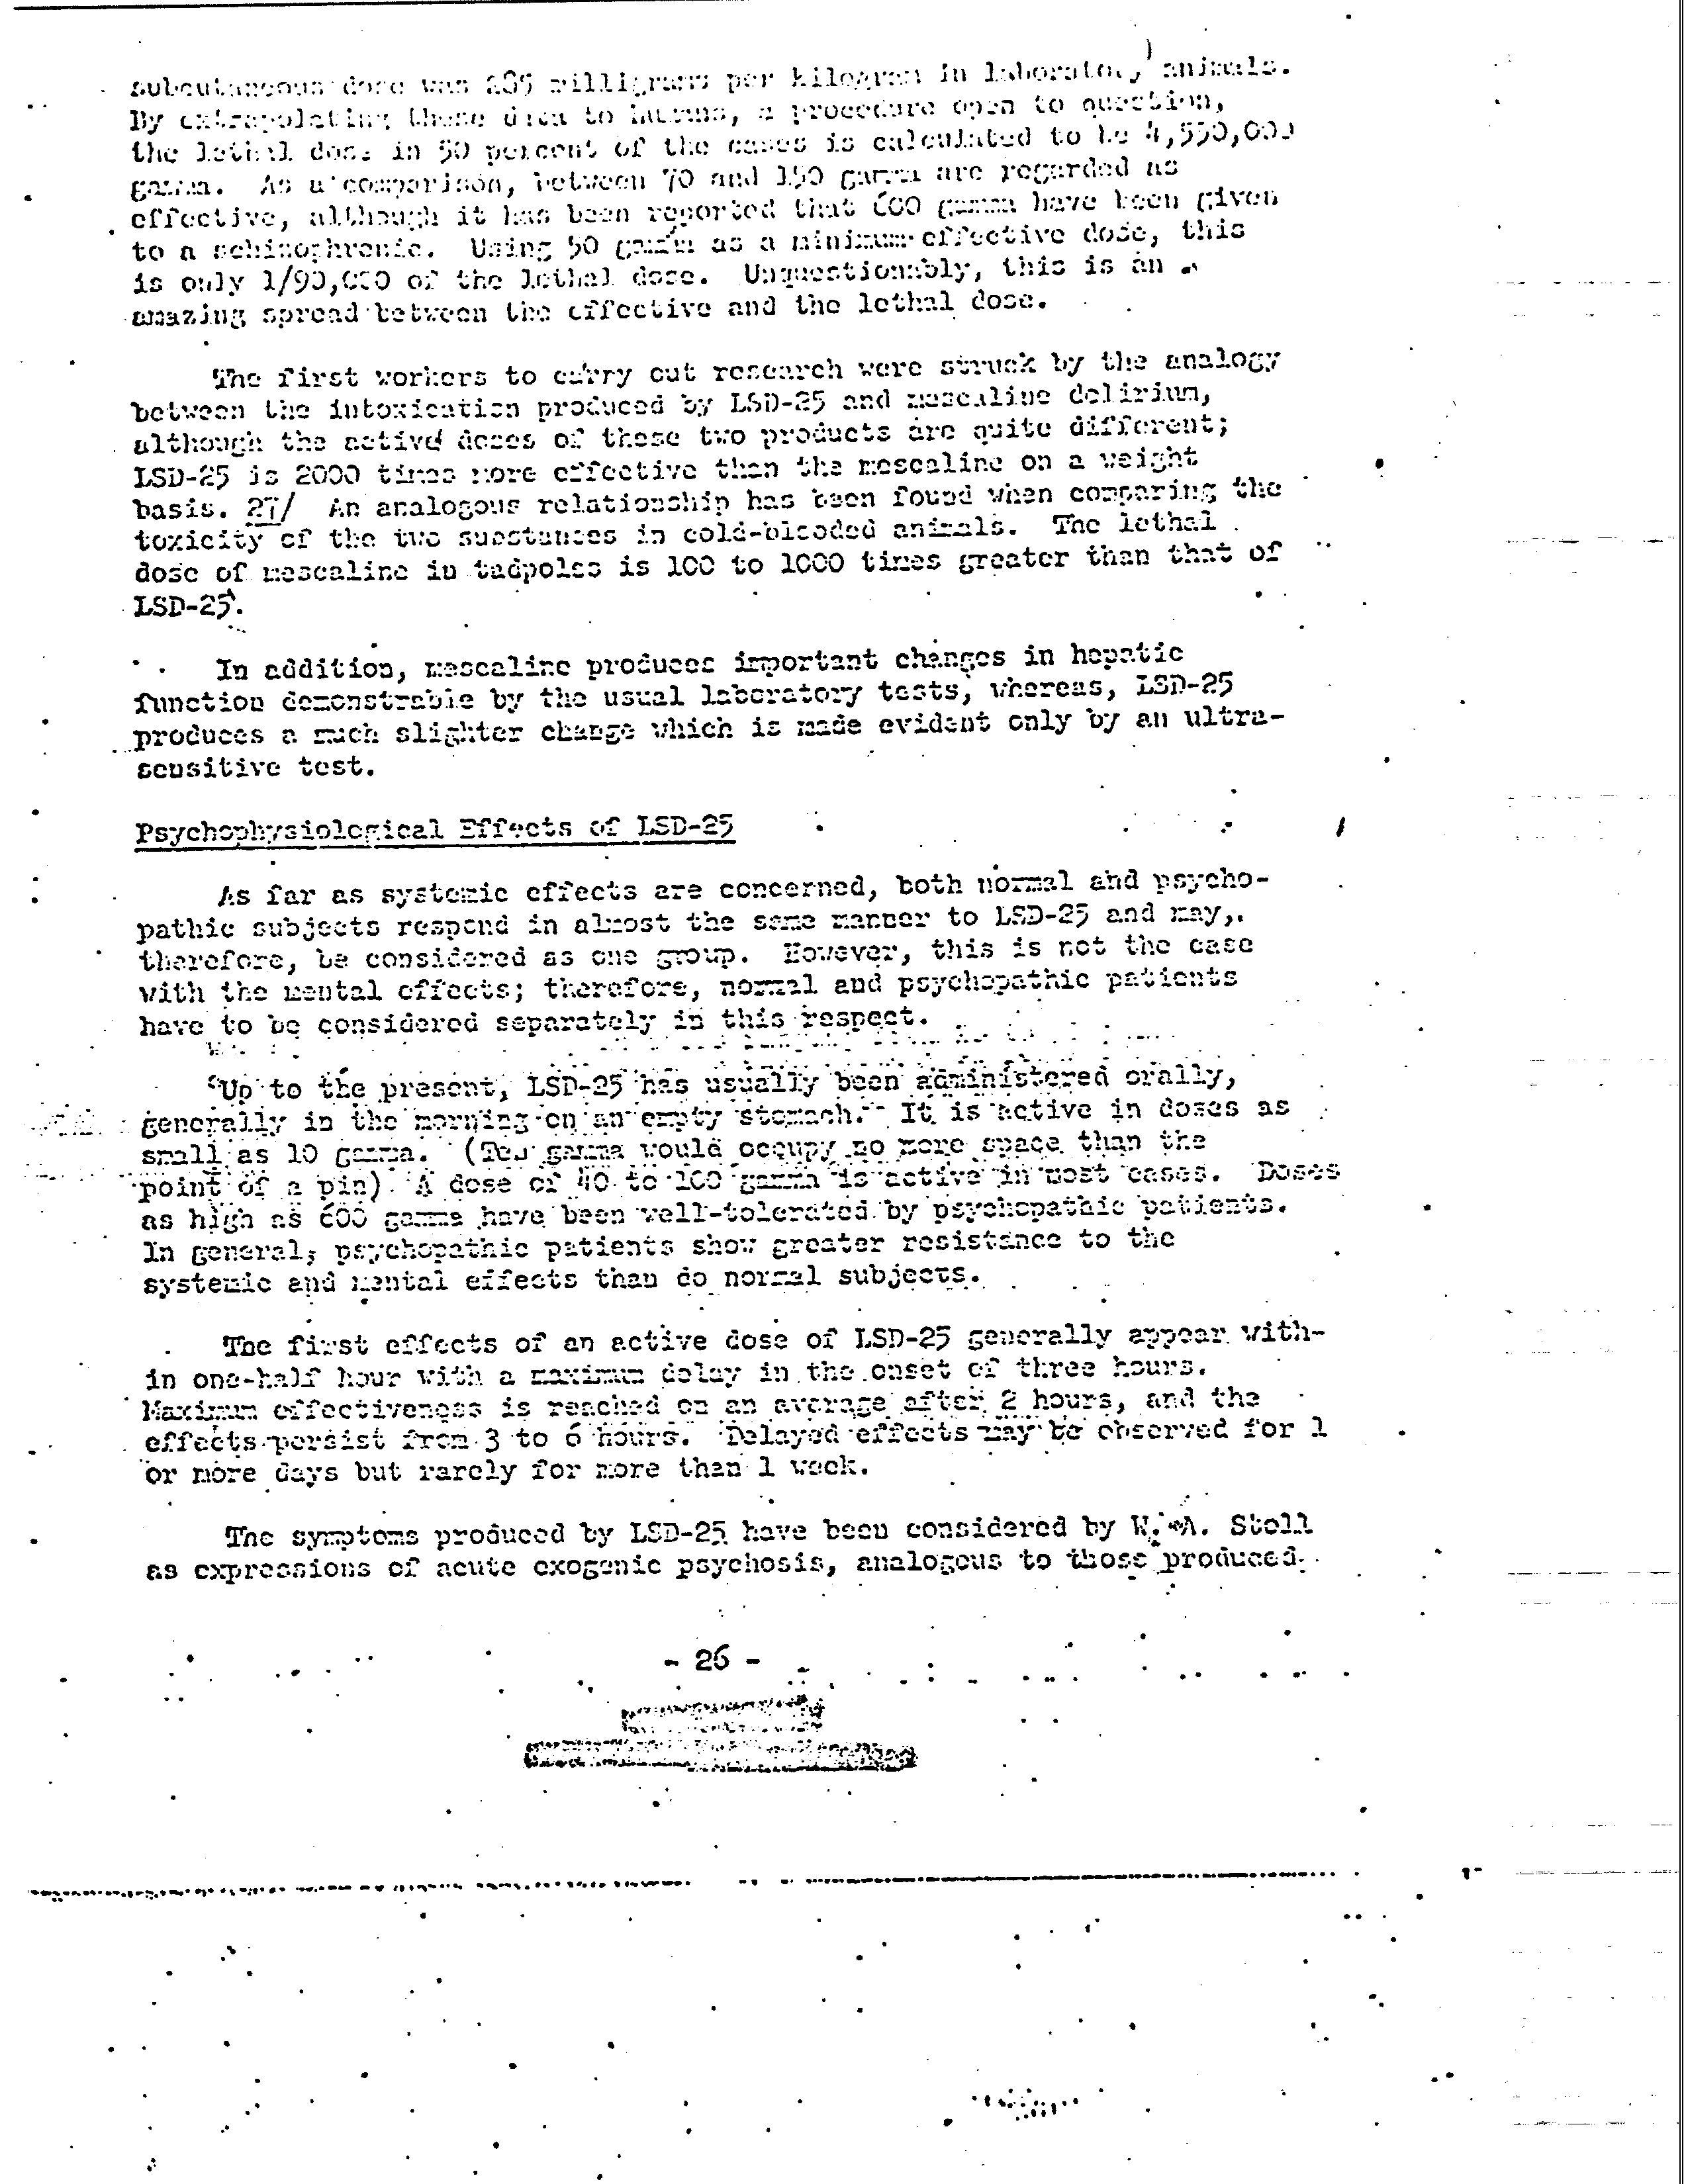 subcutaneous dose was 285 milligrams per kilogram in laboratory animals.
By extrapolating these data to humans, a procedure open to question,
the lethal dose in 50 percent of the cases is calculated to be 4,550,000
gamma. As a comparison, between 70 and 150 gamma are regarded as
effective, although it has been reported that 600 gamma have been given
to a schizophrenic. Using 50 gamma as a minimum effective dose, this
is only 1/90,000 of the lethal dose. Unquestionably, this is an
amazing spread between the effective and the lethal dose.
The first workers to carry out research were struck by the analogy
between the intoxication produced by LSD-25 and mescaline delirium,
although the active doses of these two products are quite different;
LSD-25 is 2000 times more effective than the mescaline on a weight
basis. 27/ An analogous relationship has been found when comparing the
toxicity of the two substances in cold-blooded animals. The lethal
dose of mescaline in tadpoles is 100 to 1000 times greater than that of
LSD-25.
In addition, mescaline produces important changes in hepatic
function demonstrable by the usual laboratory tests, whereas, LSD-25
produces a much slighter change which is made evident only by an ultra-
sensitive test.
Psychophysiological Effects of LSD-25
As far as systemic effects are concerned, both normal and psycho-
pathic subjects respond in almost the same manner to LSD-25 and may,
therefore, be considered as one group. However, this is not the case
with the mental effects; therefore, normal and psychopathic patients
have to be considered separately in this respect.
Up to the present, LSD-25 has usually been administered orally,
generally in the morning on an empty stomach. It is active in doses as
small as 10 gamma. (Ten gamma would occupy no more space than the
point of a pin). A dose of 40 to 100 gamma is active in most cases. Doses
as high as 600 gamma have been well-tolerated by psychopathic patients.
In general, psychopathic patients show greater resistance to the
systemic and mental effects than do normal subjects.
The first effects of an active dose of LSD-25 generally appear with-
in one-half hour with a maximum delay in the onset of three hours.
Maximum effectiveness is reached on an average after 2 hours, and the
effects persist from 3 to 6 hours. Delayed effects may be observed for 1
or more days but rarely for more than 1 week.
The symptoms produced by LSD-25 have been considered by W. A. Stoll
as expressions of acute exogenic psychosis, analogous to those produced
- 26 -